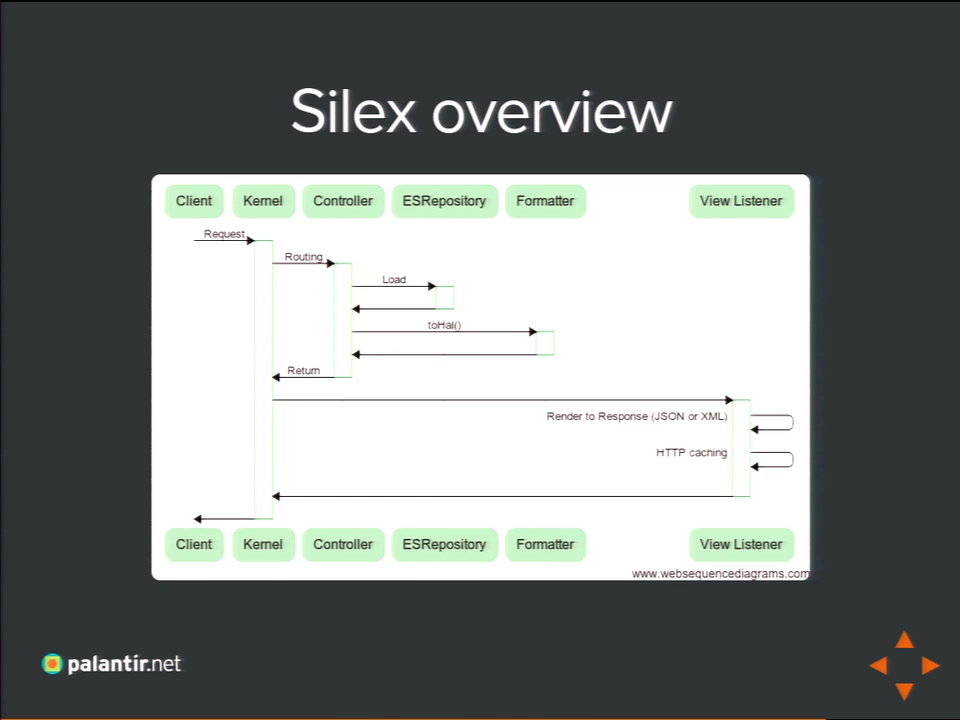 Silex overview
Client Kernel Controller ESRepository Formatter View Listener
Request
Routing
Load
toHal()
Return
Render to Response (JSON or XML)
HTTP caching
Client Kernel Controller ESRepository Formatter View Listener
www.websequencediagrams.com
palantir.net